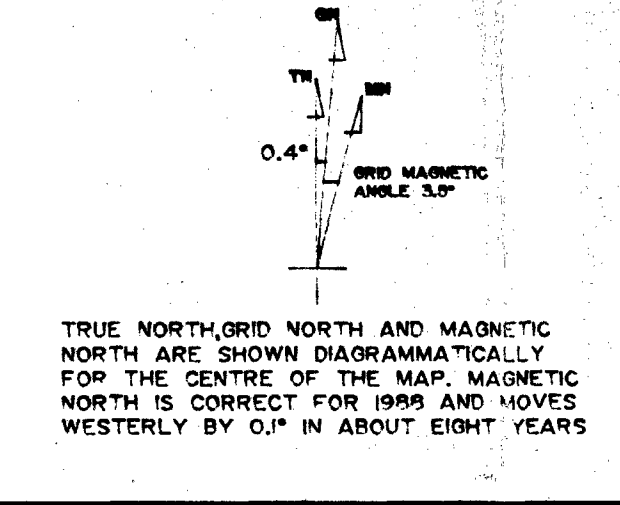 GN
TN
MN
0.4°
GRID MAGNETIC
ANGLE
TRUE NORTH, GRID NORTH AND MAGNETIC
NORTH ARE SHOWN DIAGRAMMATICALLY
FOR THE CENTRE OF THE MAP. MAGNETIC
NORTH IS CORRECT FOR 1988 AND MOVES
WESTERLY BY 0.1° IN ABOUT EIGHT YEARS